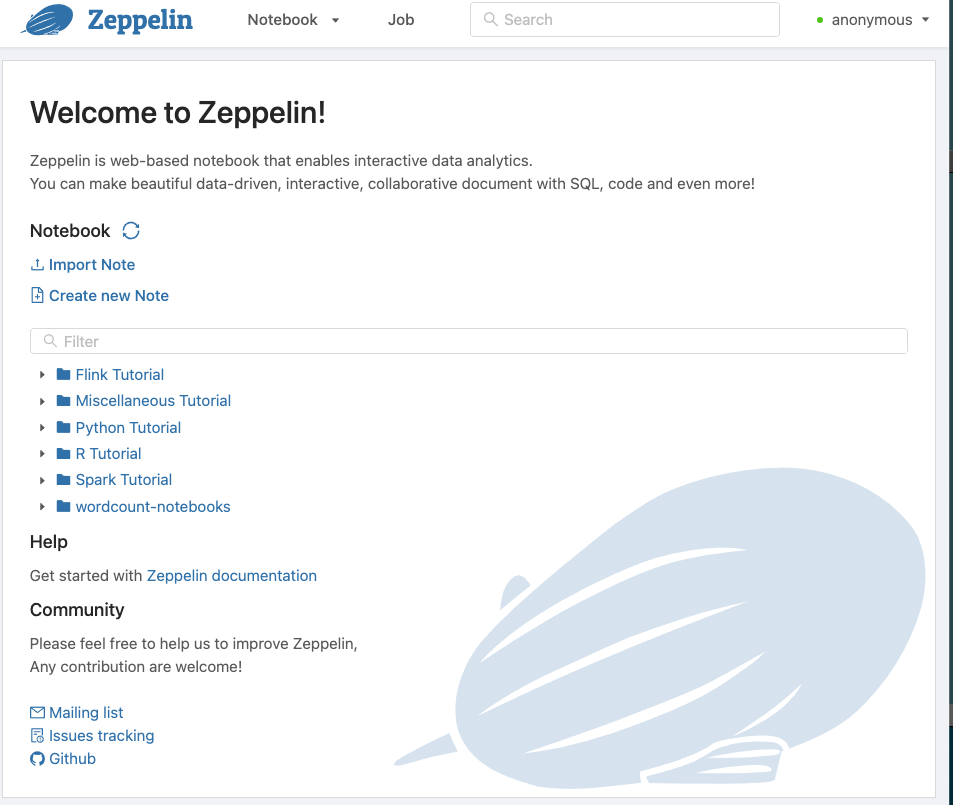 Zeppelin Notebook Job Search anonymous
Welcome to Zeppelin!
Zeppelin is web-based notebook that enables interactive data analytics.
You can make beautiful data-driven, interactive, collaborative document with SQL, code and even more!
Notebook
Import Note
Create new Note
Filter
Flink Tutorial
Miscellaneous Tutorial
Python Tutorial
R Tutorial
Spark Tutorial
wordcount-notebooks
Help
Get started with Zeppelin documentation
Community
Please feel free to help us to improve Zeppelin,
Any contribution are welcome!
Mailing list
Issues tracking
Github